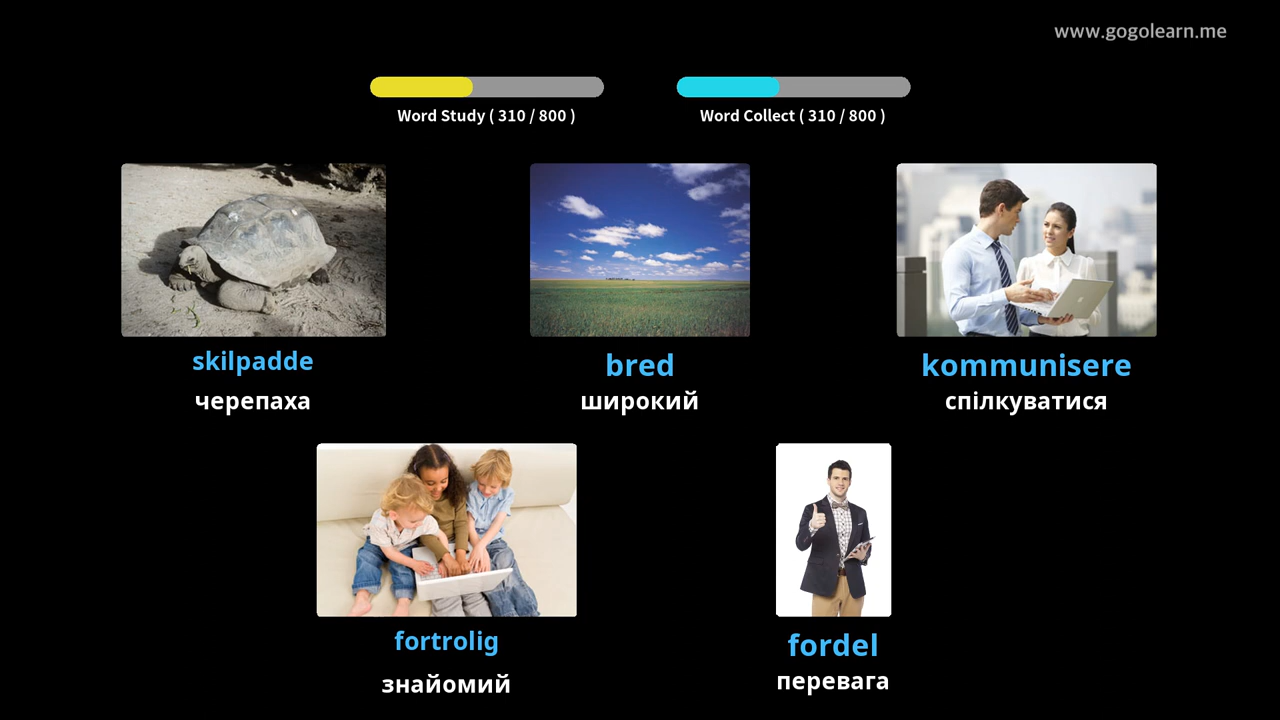 www.gogolearn.me
Word Study ( 310 / 800 )
Word Collect ( 310 / 800 )
skilpadde
черепаха
bred
широкий
kommunisere
спілкуватися
fortrolig
знайомий
fordel
перевага